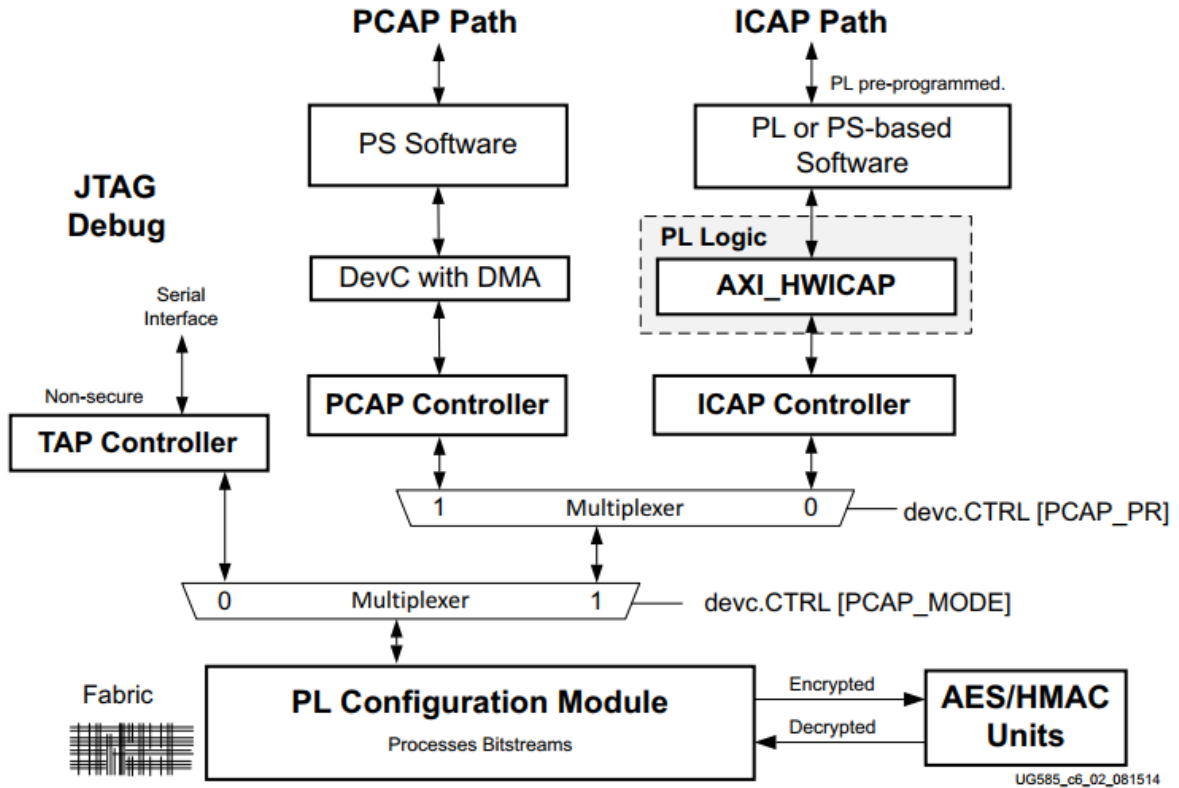 PCAP Path
ICAP Path
PL pre-programmed.
PS Software
PL or PS-based
Software
JTAG
Debug
PL Logic
DevC with DMA
AXI_HWICAP
Serial
Interface
Non-secure
PCAP Controller
ICAP Controller
TAP Controller
1 Multiplexer 0
devc.CTRL [PCAP_PR]
0 Multiplexer 1
devc.CTRL [PCAP_MODE]
Fabric
PL Configuration Module
Processes Bitstreams
Encrypted
Decrypted
AES/HMAC
Units
UG585_c6_02_081514